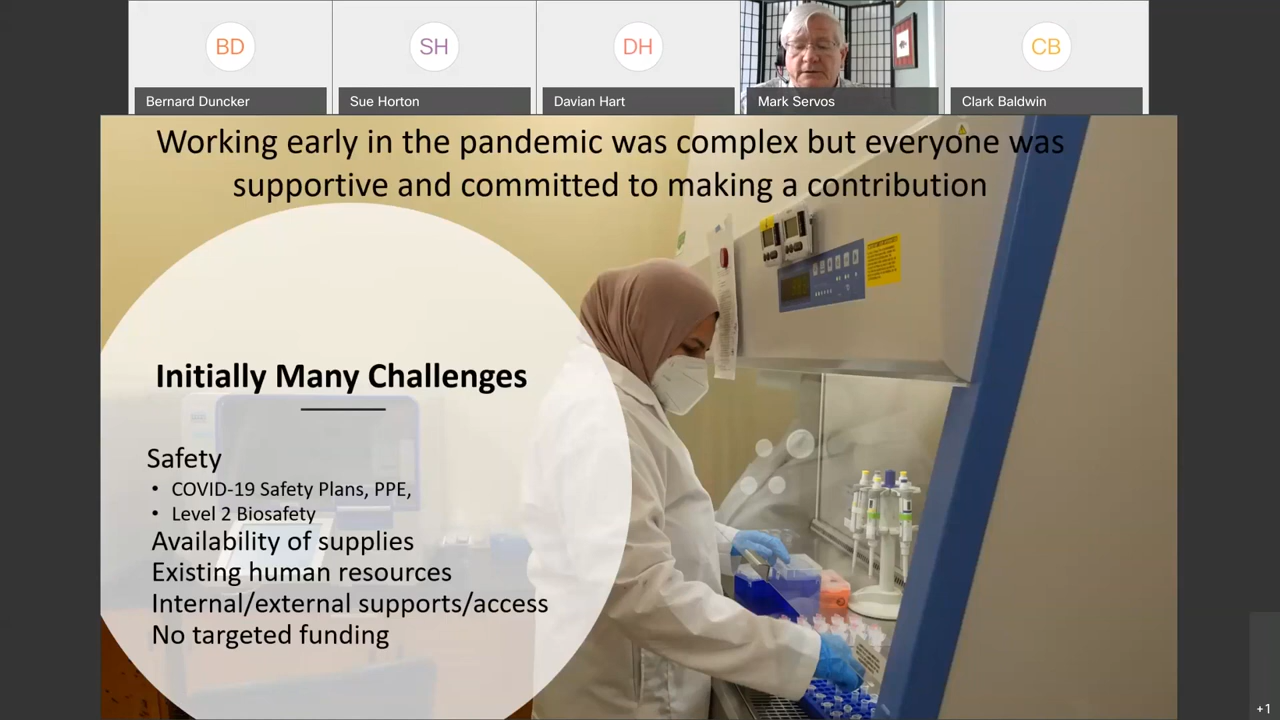 BD
SH
DH
CB
Bernard Duncker
Sue Horton
Davian Hart
Mark Servos
Clark Baldwin
Working early in the pandemic was complex but everyone was
supportive and committed to making a contribution
Initially Many Challenges
Safety
• COVID-19 Safety Plans, PPE,
• Level 2 Biosafety
Availability of supplies
Existing human resources
Internal/external supports/access
No targeted funding
+1